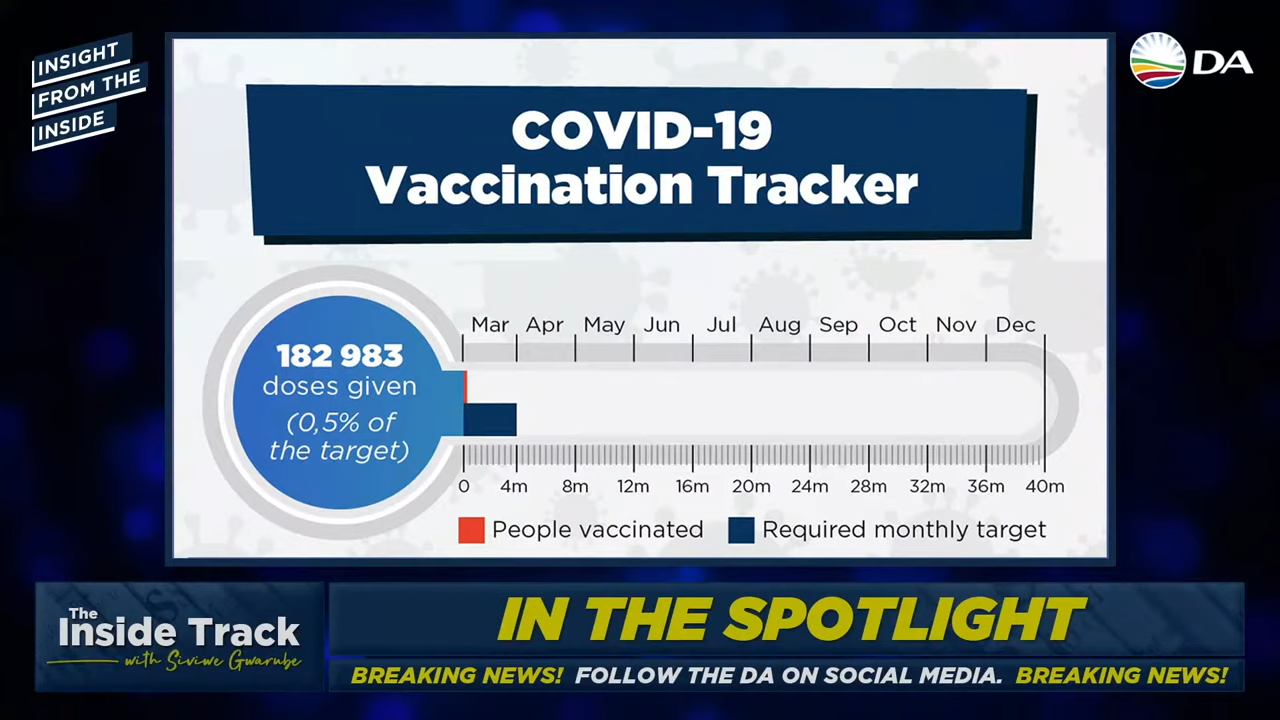 INSIGHT
FROM THE
INSIDE
DA
COVID-19
Vaccination Tracker
182 983
doses given
(0,5% of
the target)
Mar Apr May Jun Jul Aug Sep Oct Nov Dec
0 4m 8m 12m 16m 20m 24m 28m 32m 36m 40m
People vaccinated Required monthly target
The
Inside Track
with Siviwe Gwarube
IN THE SPOTLIGHT
BREAKING NEWS! FOLLOW THE DA ON SOCIAL MEDIA. BREAKING NEWS!